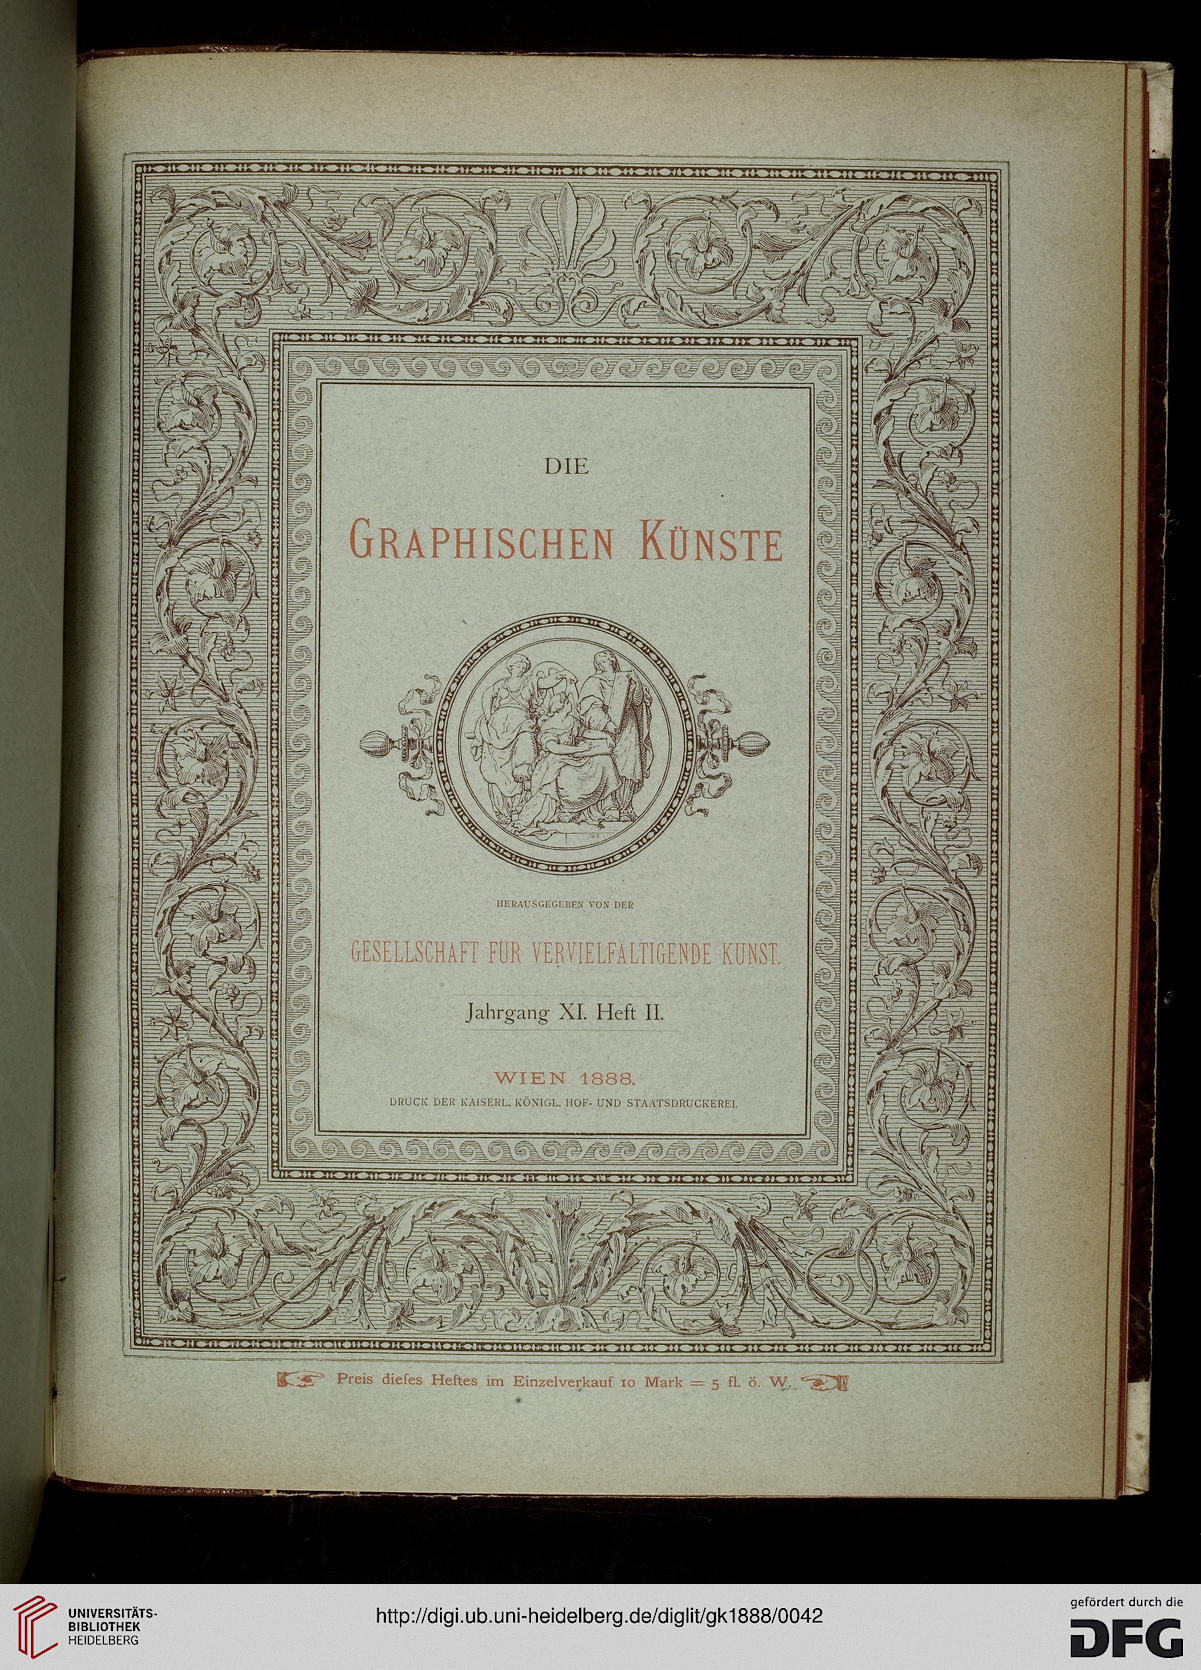 DIE
GRAPHISCHEN KÜNSTE
HERAUSGEGEBEN VON DER
GESELLSCHAFT FÜR VERVIELFÄLTIGENDE KUNST.
Jahrgang XI. Heft II.
WIEN 1888.
DRUCK DER KAISERL. KÖNIGL. HOF- UND STAATSDRUCKEREI.
Preis dieſes Heftes im Einzelverkauf 10 Mark = 5 fl. ö. W.
UNIVERSITÄTS-
BIBLIOTHEK
HEIDELBERG
http://digi.ub.uni-heidelberg.de/diglit/gk1888/0042
gefördert durch die
DFG